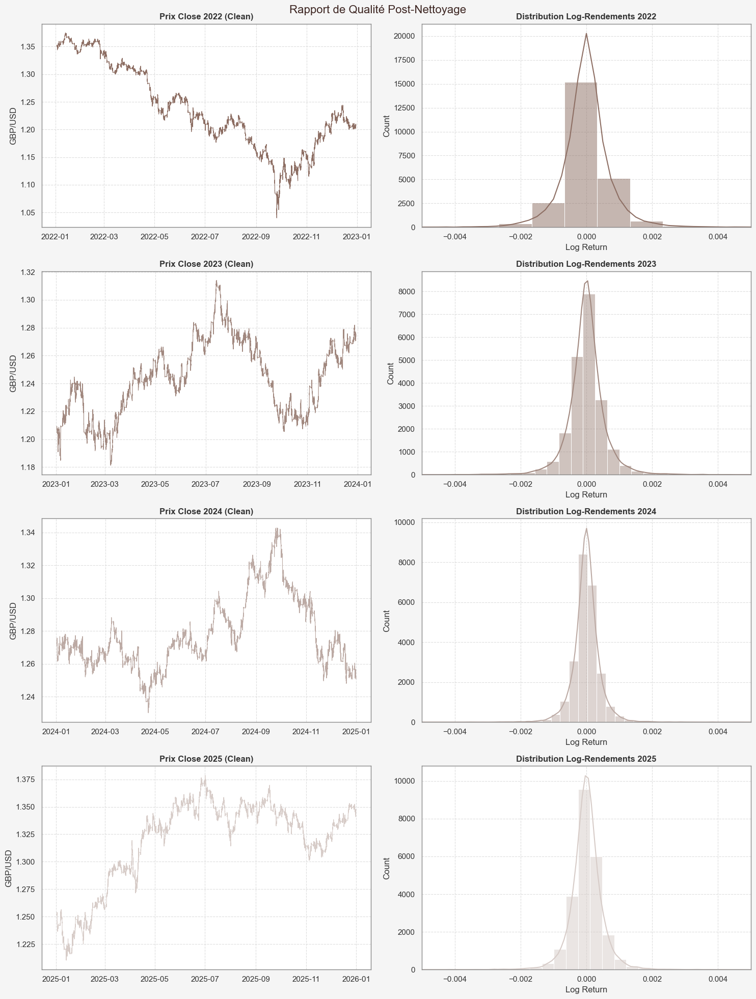 Rapport de Qualité Post-Nettoyage
Prix Close 2022 (Clean)
GBP/USD
1.35
1.30
1.25
1.20
1.15
1.10
1.05
2022-01 2022-03 2022-05 2022-07 2022-09 2022-11 2023-01
Distribution Log-Rendements 2022
Count
20000
17500
15000
12500
10000
7500
5000
2500
0
−0.004 −0.002 0.000 0.002 0.004
Log Return
Prix Close 2023 (Clean)
GBP/USD
1.32
1.30
1.28
1.26
1.24
1.22
1.20
1.18
2023-01 2023-03 2023-05 2023-07 2023-09 2023-11 2024-01
Distribution Log-Rendements 2023
Count
8000
7000
6000
5000
4000
3000
2000
1000
0
−0.004 −0.002 0.000 0.002 0.004
Log Return
Prix Close 2024 (Clean)
GBP/USD
1.34
1.32
1.30
1.28
1.26
1.24
2024-01 2024-03 2024-05 2024-07 2024-09 2024-11 2025-01
Distribution Log-Rendements 2024
Count
10000
8000
6000
4000
2000
0
−0.004 −0.002 0.000 0.002 0.004
Log Return
Prix Close 2025 (Clean)
GBP/USD
1.375
1.350
1.325
1.300
1.275
1.250
1.225
2025-01 2025-03 2025-05 2025-07 2025-09 2025-11 2026-01
Distribution Log-Rendements 2025
Count
10000
8000
6000
4000
2000
0
−0.004 −0.002 0.000 0.002 0.004
Log Return